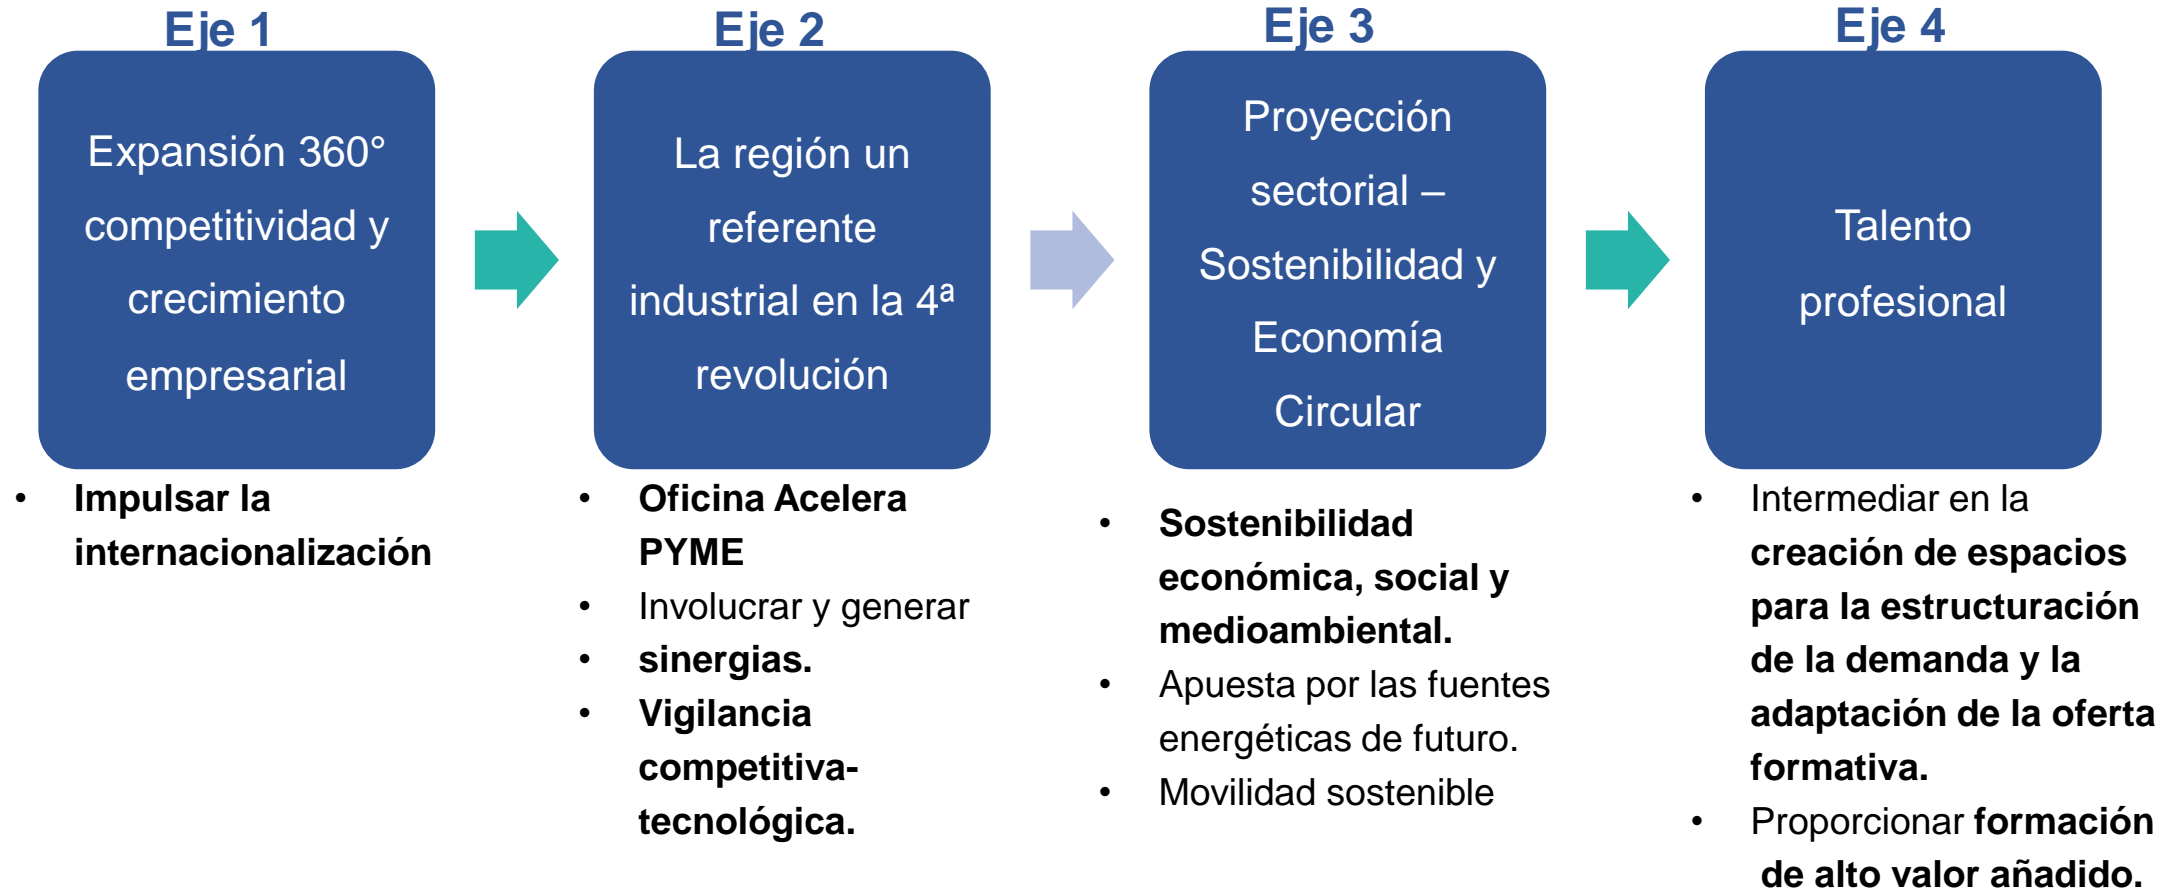 Eje 1
Expansión 360°
competitividad y
crecimiento
empresarial
• Impulsar la
internacionalización
Eje 2
La región un
referente
industrial en la 4ª
revolución
• Oficina Acelera
PYME
• Involucrar y generar
• sinergias.
• Vigilancia
competitiva-
tecnológica.
Eje 3
Proyección
sectorial –
Sostenibilidad y
Economía
Circular
• Sostenibilidad
económica, social y
medioambiental.
• Apuesta por las fuentes
energéticas de futuro.
• Movilidad sostenible
Eje 4
Talento
profesional
• Intermediar en la
creación de espacios
para la estructuración
de la demanda y la
adaptación de la oferta
formativa.
• Proporcionar formación
de alto valor añadido.